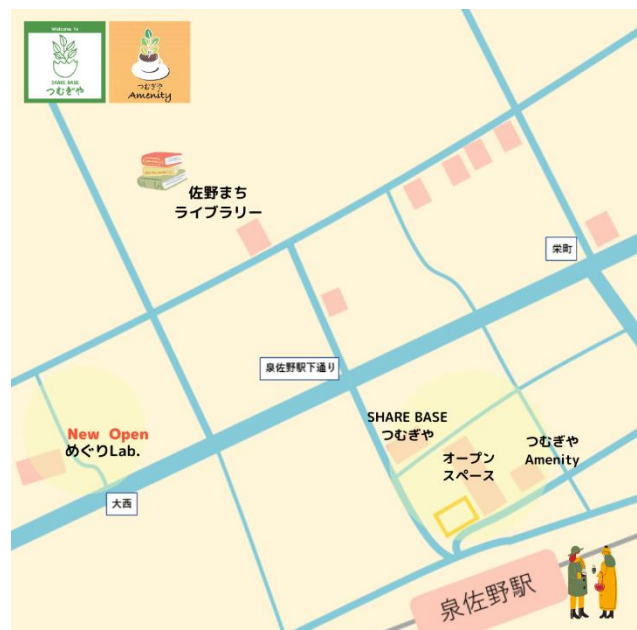 Welcome to
SHARE BASE
つむぎや
つむぎや
Amenity
佐野まち
ライブラリー
栄町
泉佐野駅下通り
SHARE BASE
つむぎや
オープン
スペース
つむぎや
Amenity
New Open
めぐりLab.
大西
泉佐野駅